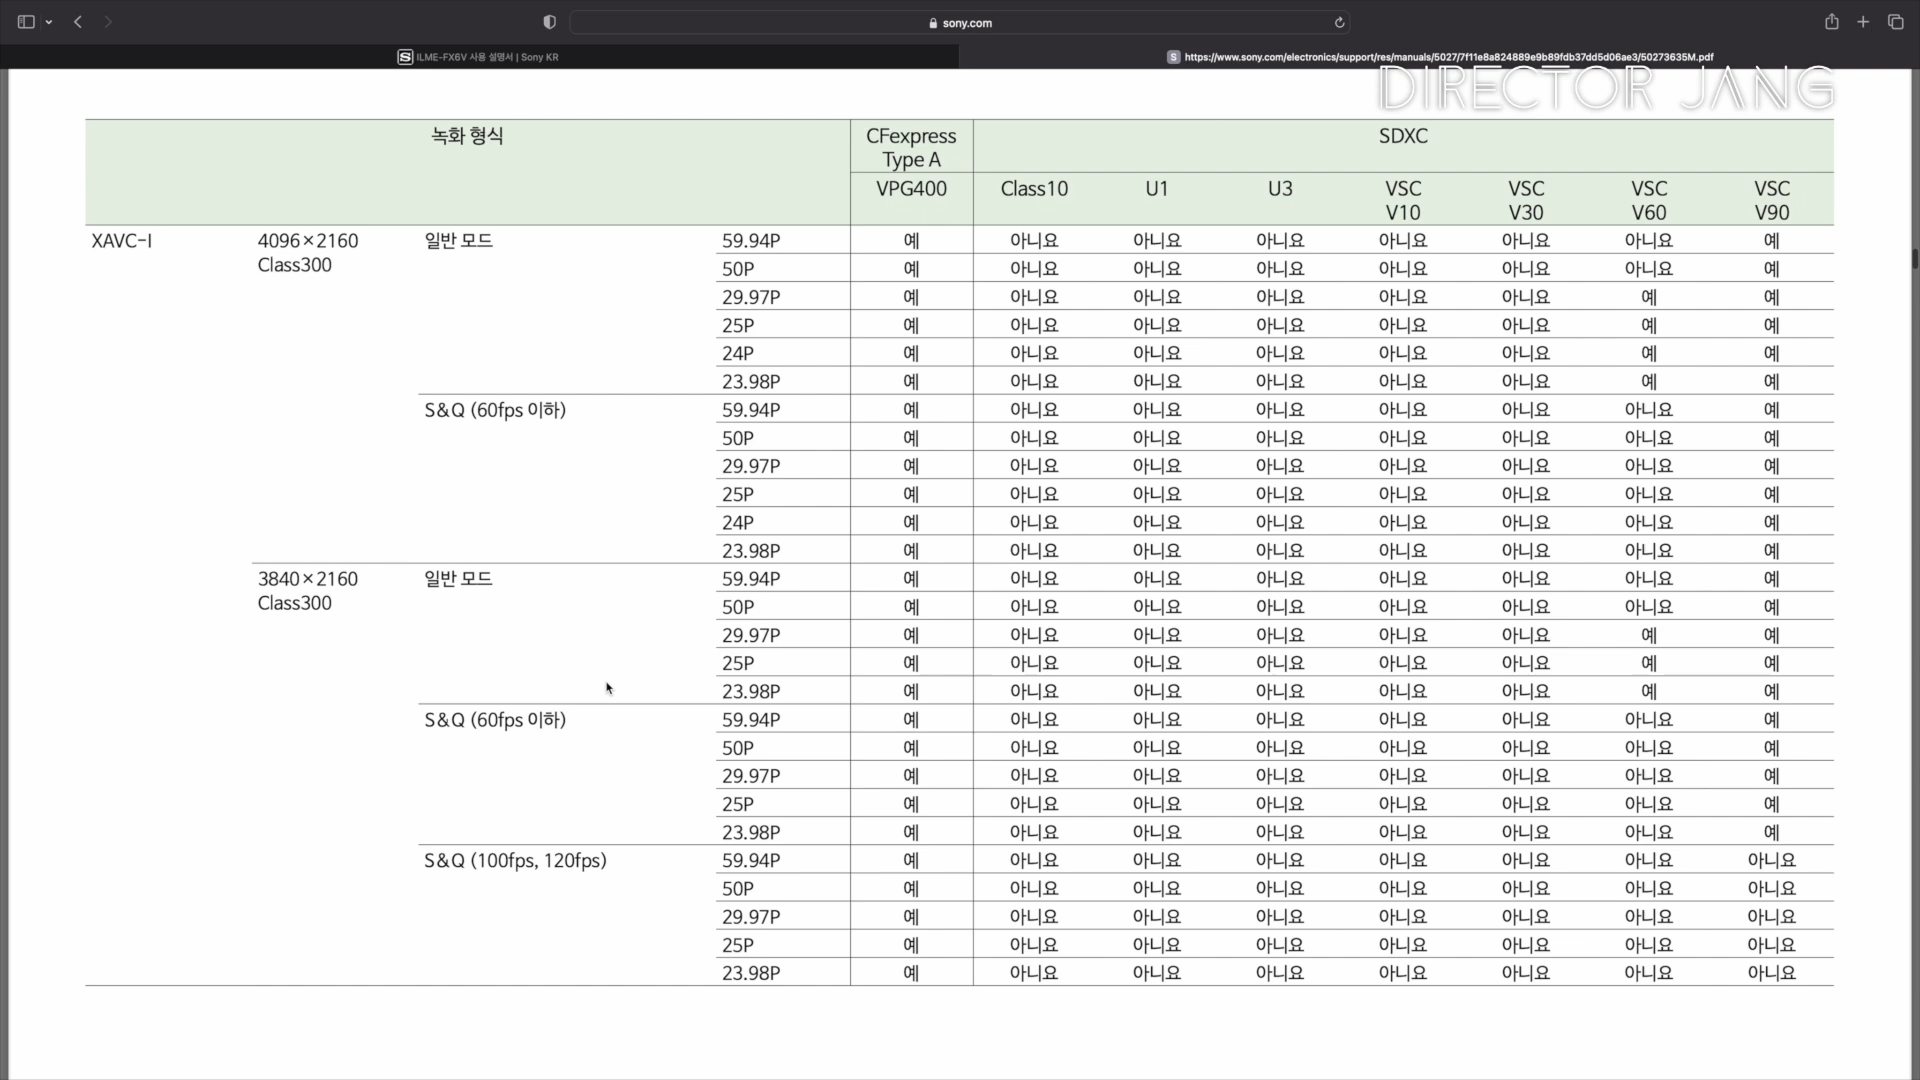 sony.com
ILME-FX6V 사용 설명서 | Sony KR
https://www.sony.com/electronics/support/res/manuals/5027/7f11e8a824889e9b89fdb37dd5d06ae3/50273635M.pdf
DIRECTOR JANG
녹화 형식 CFexpress Type A SDXC
VPG400 Class10 U1 U3 VSC V10 VSC V30 VSC V60 VSC V90
XAVC-I 4096×2160 Class300 일반 모드 59.94P 예 아니요 아니요 아니요 아니요 아니요 아니요 예
50P 예 아니요 아니요 아니요 아니요 아니요 아니요 예
29.97P 예 아니요 아니요 아니요 아니요 아니요 예 예
25P 예 아니요 아니요 아니요 아니요 아니요 예 예
24P 예 아니요 아니요 아니요 아니요 아니요 예 예
23.98P 예 아니요 아니요 아니요 아니요 아니요 예 예
S&Q (60fps 이하) 59.94P 예 아니요 아니요 아니요 아니요 아니요 아니요 예
50P 예 아니요 아니요 아니요 아니요 아니요 아니요 예
29.97P 예 아니요 아니요 아니요 아니요 아니요 아니요 예
25P 예 아니요 아니요 아니요 아니요 아니요 아니요 예
24P 예 아니요 아니요 아니요 아니요 아니요 아니요 예
23.98P 예 아니요 아니요 아니요 아니요 아니요 아니요 예
3840×2160 Class300 일반 모드 59.94P 예 아니요 아니요 아니요 아니요 아니요 아니요 예
50P 예 아니요 아니요 아니요 아니요 아니요 아니요 예
29.97P 예 아니요 아니요 아니요 아니요 아니요 예 예
25P 예 아니요 아니요 아니요 아니요 아니요 예 예
23.98P 예 아니요 아니요 아니요 아니요 아니요 예 예
S&Q (60fps 이하) 59.94P 예 아니요 아니요 아니요 아니요 아니요 아니요 예
50P 예 아니요 아니요 아니요 아니요 아니요 아니요 예
29.97P 예 아니요 아니요 아니요 아니요 아니요 아니요 예
25P 예 아니요 아니요 아니요 아니요 아니요 아니요 예
23.98P 예 아니요 아니요 아니요 아니요 아니요 아니요 예
S&Q (100fps, 120fps) 59.94P 예 아니요 아니요 아니요 아니요 아니요 아니요 아니요
50P 예 아니요 아니요 아니요 아니요 아니요 아니요 아니요
29.97P 예 아니요 아니요 아니요 아니요 아니요 아니요 아니요
25P 예 아니요 아니요 아니요 아니요 아니요 아니요 아니요
23.98P 예 아니요 아니요 아니요 아니요 아니요 아니요 아니요